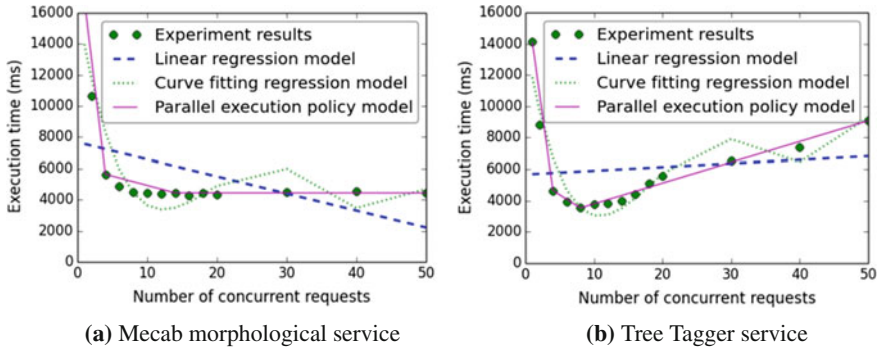 16000
14000
12000
10000
8000
6000
4000
2000
0
Execution time (ms)
Experiment results
Linear regression model
Curve fitting regression model
Parallel execution policy model
0 10 20 30 40 50
Number of concurrent requests
(a) Mecab morphological service
16000
14000
12000
10000
8000
6000
4000
2000
0
Execution time (ms)
Experiment results
Linear regression model
Curve fitting regression model
Parallel execution policy model
0 10 20 30 40 50
Number of concurrent requests
(b) Tree Tagger service